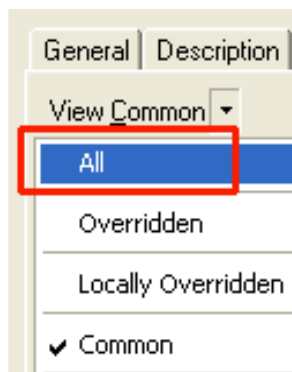 General Description
View Common
All
Overridden
Locally Overridden
Common